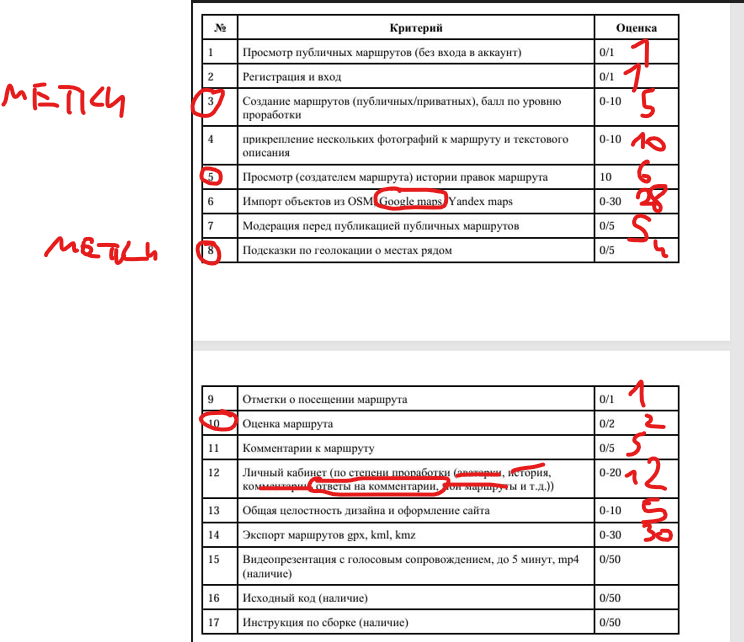 № Критерий Оценка
1 Просмотр публичных маршрутов (без входа в аккаунт) 0/1 1
2 Регистрация и вход 0/1 1
МЕТКИ 3 Создание маршрутов (публичных/приватных), балл по уровню 0-10 5
проработки
4 прикрепление нескольких фотографий к маршруту и текстового 0-10 10
описания
5 Просмотр (создателем маршрута) истории правок маршрута 10 6
6 Импорт объектов из OSM, Google maps, Yandex maps 0-30 28
7 Модерация перед публикацией публичных маршрутов 0/5 5
МЕТКИ 8 Подсказки по геолокации о местах рядом 0/5 4
9 Отметки о посещении маршрута 0/1 1
10 Оценка маршрута 0/2 2
11 Комментарии к маршруту 0/5 5
12 Личный кабинет (по степени проработки (аватарки, история, 0-20 12
комментарии, ответы на комментарии, мои маршруты и т.д.))
13 Общая целостность дизайна и оформление сайта 0-10 5
14 Экспорт маршрутов gpx, kml, kmz 0-30 30
15 Видеопрезентация с голосовым сопровождением, до 5 минут, mp4 0/50
(наличие)
16 Исходный код (наличие) 0/50
17 Инструкция по сборке (наличие) 0/50